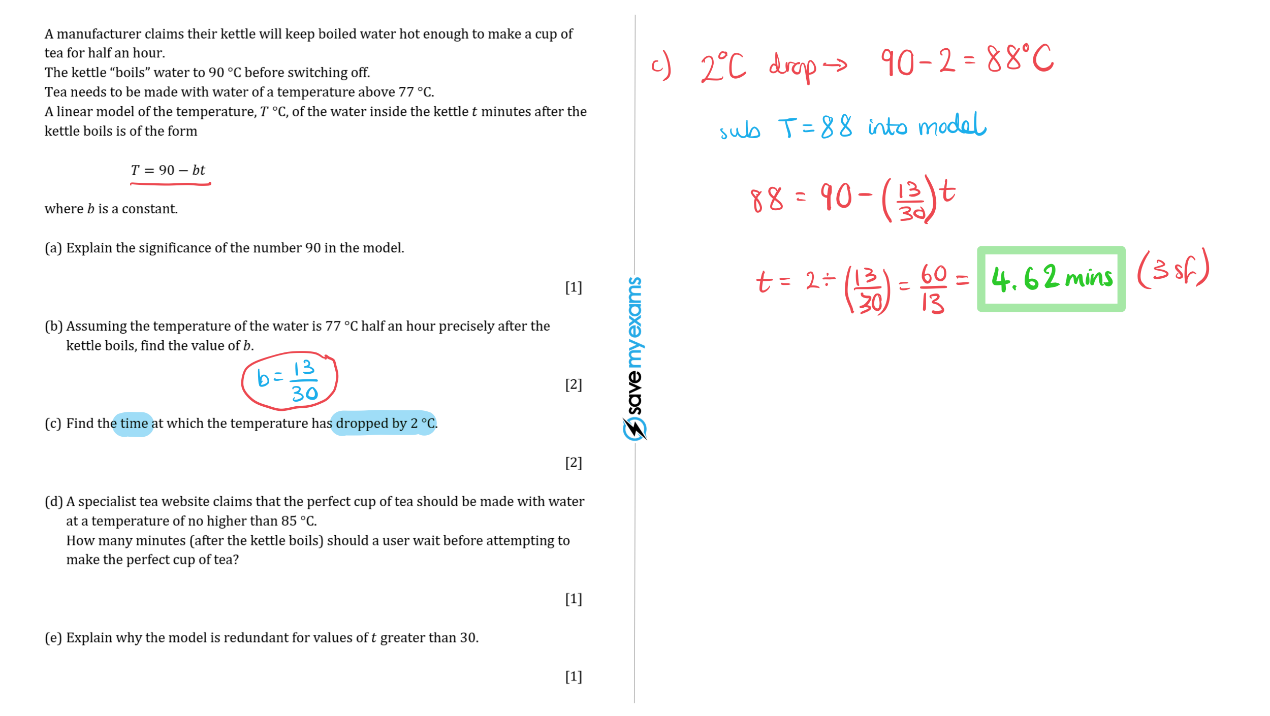 A manufacturer claims their kettle will keep boiled water hot enough to make a cup of
tea for half an hour.
The kettle “boils” water to 90 °C before switching off.
Tea needs to be made with water of a temperature above 77 °C.
A linear model of the temperature, T °C, of the water inside the kettle t minutes after the
kettle boils is of the form
T = 90 − bt
where b is a constant.
(a) Explain the significance of the number 90 in the model.
[1]
(b) Assuming the temperature of the water is 77 °C half an hour precisely after the
kettle boils, find the value of b.
b = 13/30
[2]
(c) Find the time at which the temperature has dropped by 2 °C.
[2]
(d) A specialist tea website claims that the perfect cup of tea should be made with water
at a temperature of no higher than 85 °C.
How many minutes (after the kettle boils) should a user wait before attempting to
make the perfect cup of tea?
[1]
(e) Explain why the model is redundant for values of t greater than 30.
[1]
save my exams
c) 2°C drop → 90 − 2 = 88°C
sub T = 88 into model
88 = 90 − (13/30) t
t = 2 ÷ (13/30) = 60/13 = 4.62 mins (3 sf)